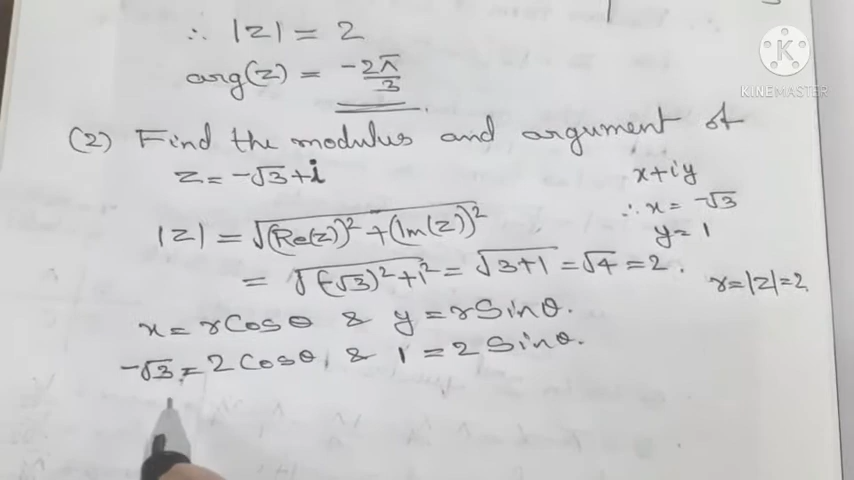 ∴ |z| = 2
arg(z) = -2π/3
(2) Find the modulus and argument of
z = -√3 + i
x+iy
∴ x = -√3
y = 1
|z| = √((Re(z))² + (Im(z))²)
= √((-√3)² + 1²) = √(3+1) = √4 = 2.
r = |z| = 2
x = r Cos θ & y = r Sin θ.
-√3 = 2 Cos θ & 1 = 2 Sin θ.
KINEMASTER